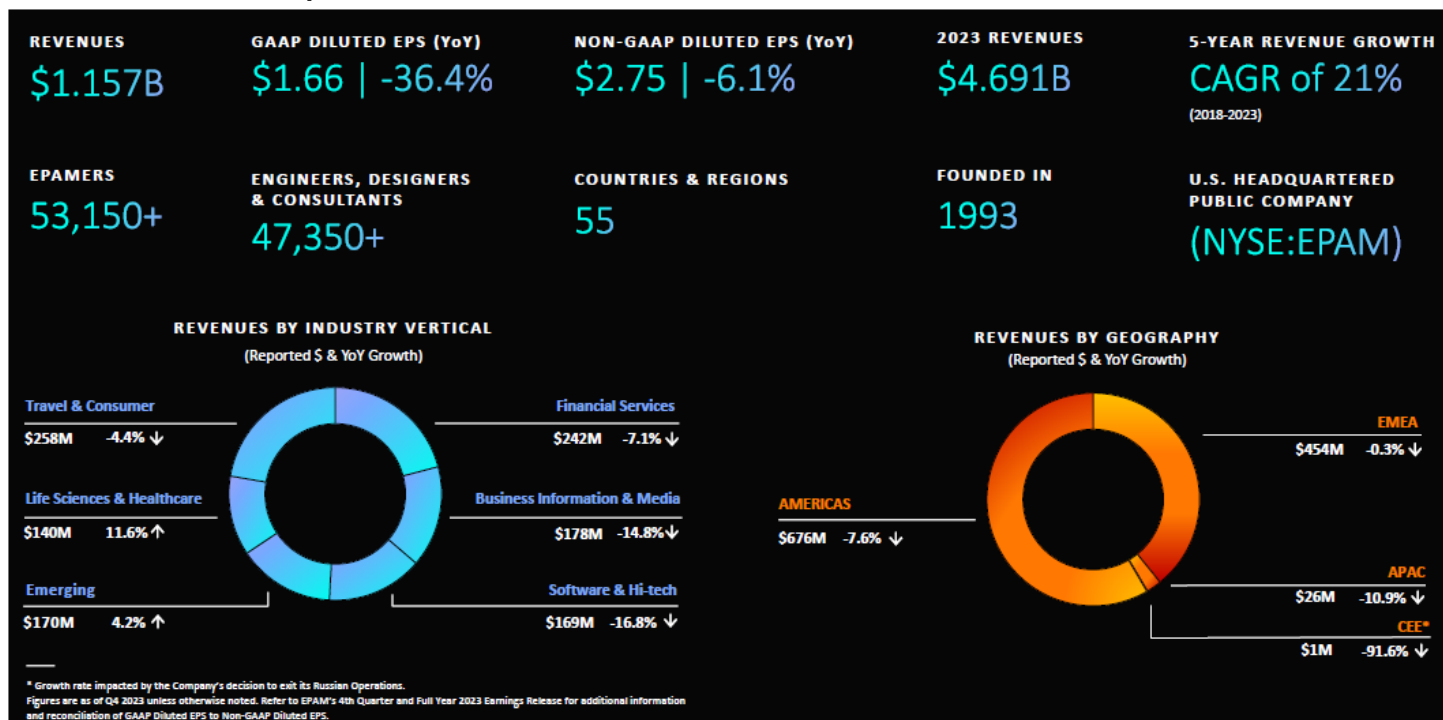 REVENUES
$1.157B
GAAP DILUTED EPS (YoY)
$1.66 | -36.4%
NON-GAAP DILUTED EPS (YoY)
$2.75 | -6.1%
2023 REVENUES
$4.691B
5-YEAR REVENUE GROWTH
CAGR of 21%
(2018-2023)
EPAMERS
53,150+
ENGINEERS, DESIGNERS
& CONSULTANTS
47,350+
COUNTRIES & REGIONS
55
FOUNDED IN
1993
U.S. HEADQUARTERED
PUBLIC COMPANY
(NYSE:EPAM)
REVENUES BY INDUSTRY VERTICAL
(Reported $ & YoY Growth)
Travel & Consumer
$258M -4.4% ↓
Life Sciences & Healthcare
$140M 11.6% ↑
Emerging
$170M 4.2% ↑
Financial Services
$242M -7.1% ↓
Business Information & Media
$178M -14.8% ↓
Software & Hi-tech
$169M -16.8% ↓
REVENUES BY GEOGRAPHY
(Reported $ & YoY Growth)
AMERICAS
$676M -7.6% ↓
EMEA
$454M -0.3% ↓
APAC
$26M -10.9% ↓
CEE*
$1M -91.6% ↓
* Growth rate impacted by the Company's decision to exit its Russian Operations.
Figures are as of Q4 2023 unless otherwise noted. Refer to EPAM's 4th Quarter and Full Year 2023 Earnings Release for additional information
and reconciliation of GAAP Diluted EPS to Non-GAAP Diluted EPS.